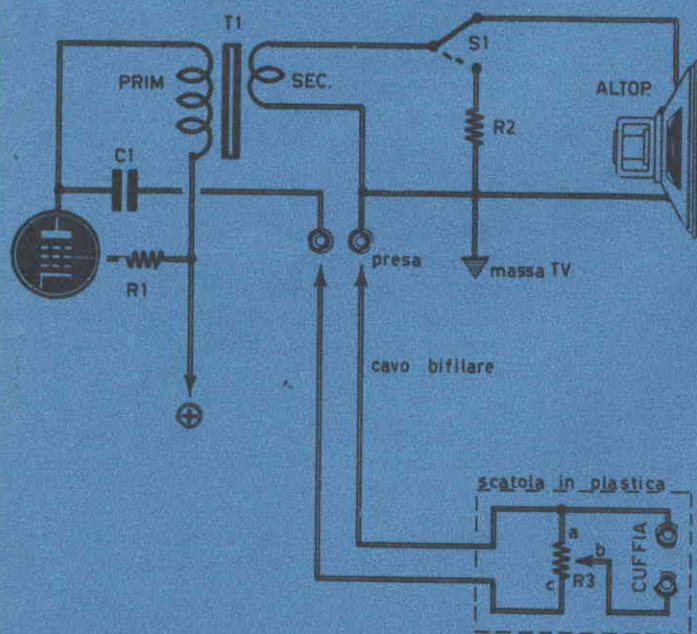 T1
S1
PRIM
SEC.
ALTOP.
R2
C1
presa
massa TV
R1
cavo bifilare
+
scatola in plastica
a
b
c
R3
CUFFIA